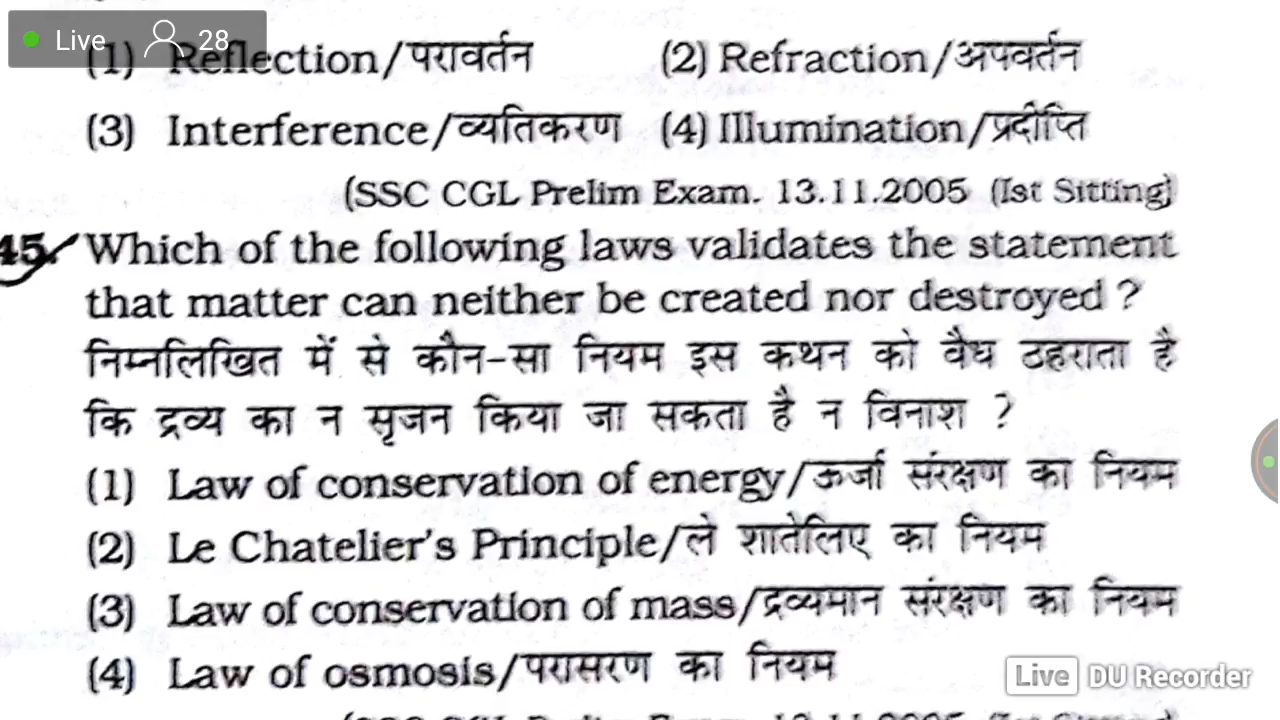 Live 28
(1) Reflection/परावर्तन (2) Refraction/अपवर्तन
(3) Interference/व्यतिकरण (4) Illumination/प्रदीप्ति
(SSC CGL Prelim Exam. 13.11.2005 (Ist Sitting)
45. Which of the following laws validates the statement
that matter can neither be created nor destroyed ?
निम्नलिखित में से कौन-सा नियम इस कथन को वैध ठहराता है
कि द्रव्य का न सृजन किया जा सकता है न विनाश ?
(1) Law of conservation of energy/ऊर्जा संरक्षण का नियम
(2) Le Chatelier's Principle/ले शातेलिए का नियम
(3) Law of conservation of mass/द्रव्यमान संरक्षण का नियम
(4) Law of osmosis/परासरण का नियम
Live DU Recorder